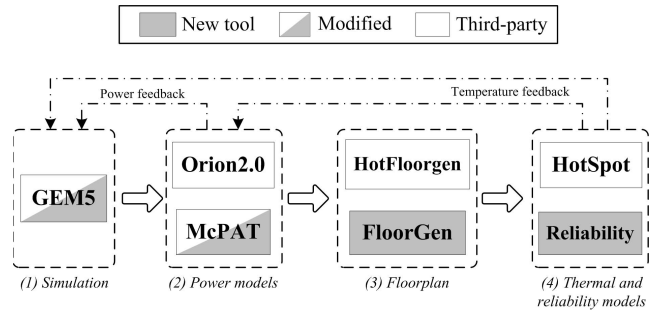 New tool Modified Third-party
Power feedback Temperature feedback
Orion2.0 HotFloorgen HotSpot
GEM5
McPAT FloorGen Reliability
(1) Simulation (2) Power models (3) Floorplan (4) Thermal and
reliability models